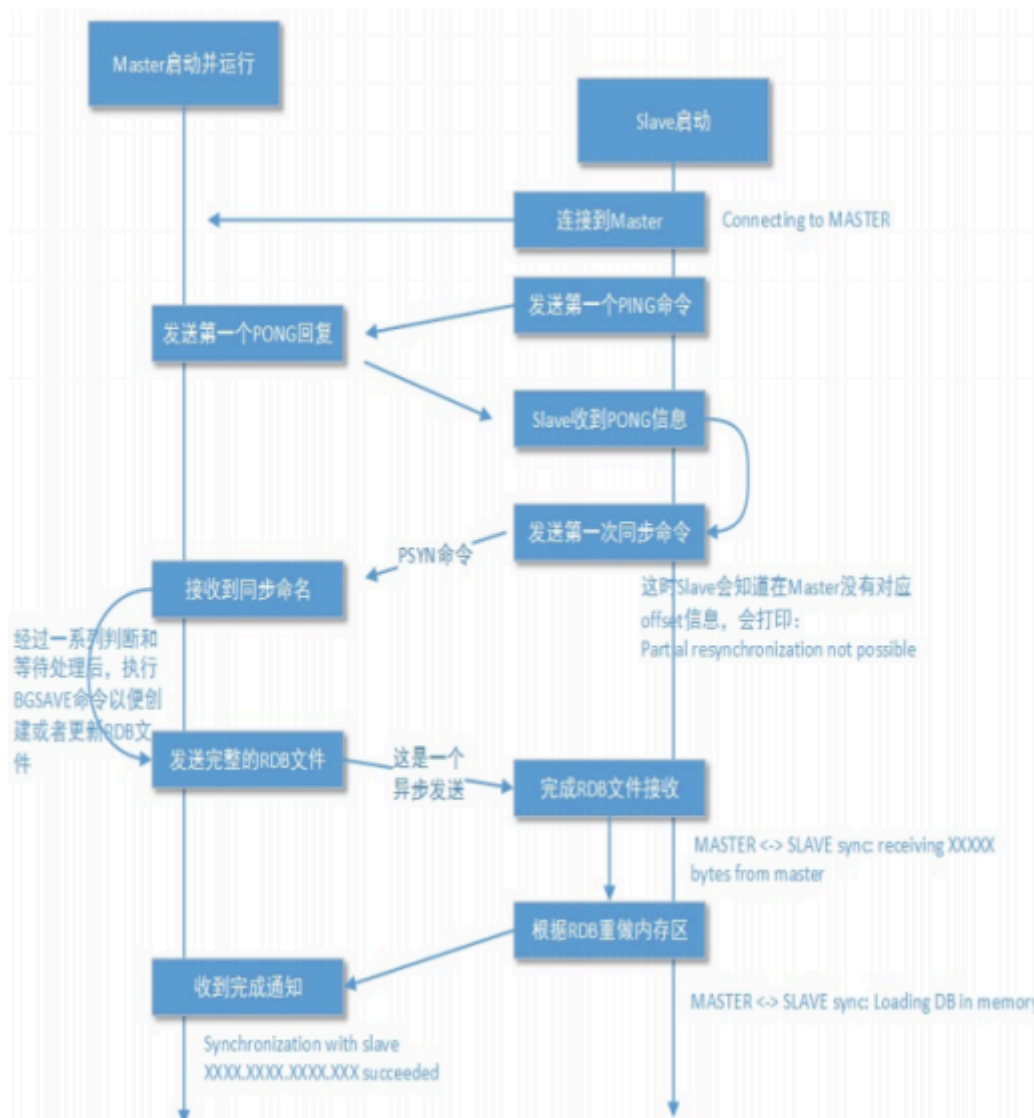 Master启动并运行
Slave启动
连接到Master
Connecting to MASTER
发送第一个PING命令
发送第一个PONG回复
Slave收到PONG信息
发送第一次同步命令
PSYN命令
接收到同步命名
这时Slave会知道在Master没有对应
offset信息，会打印：
Partial resynchronization not possible
经过一系列判断和
等待处理后，执行
BGSAVE命令以便创
建或者更新RDB文
件
发送完整的RDB文件
这是一个
异步发送
完成RDB文件接收
MASTER <-> SLAVE sync: receiving XXXXX
bytes from master
根据RDB重做内存区
收到完成通知
MASTER <-> SLAVE sync: Loading DB in memory
Synchronization with slave
XXXX.XXXX.XXXX.XXX succeeded